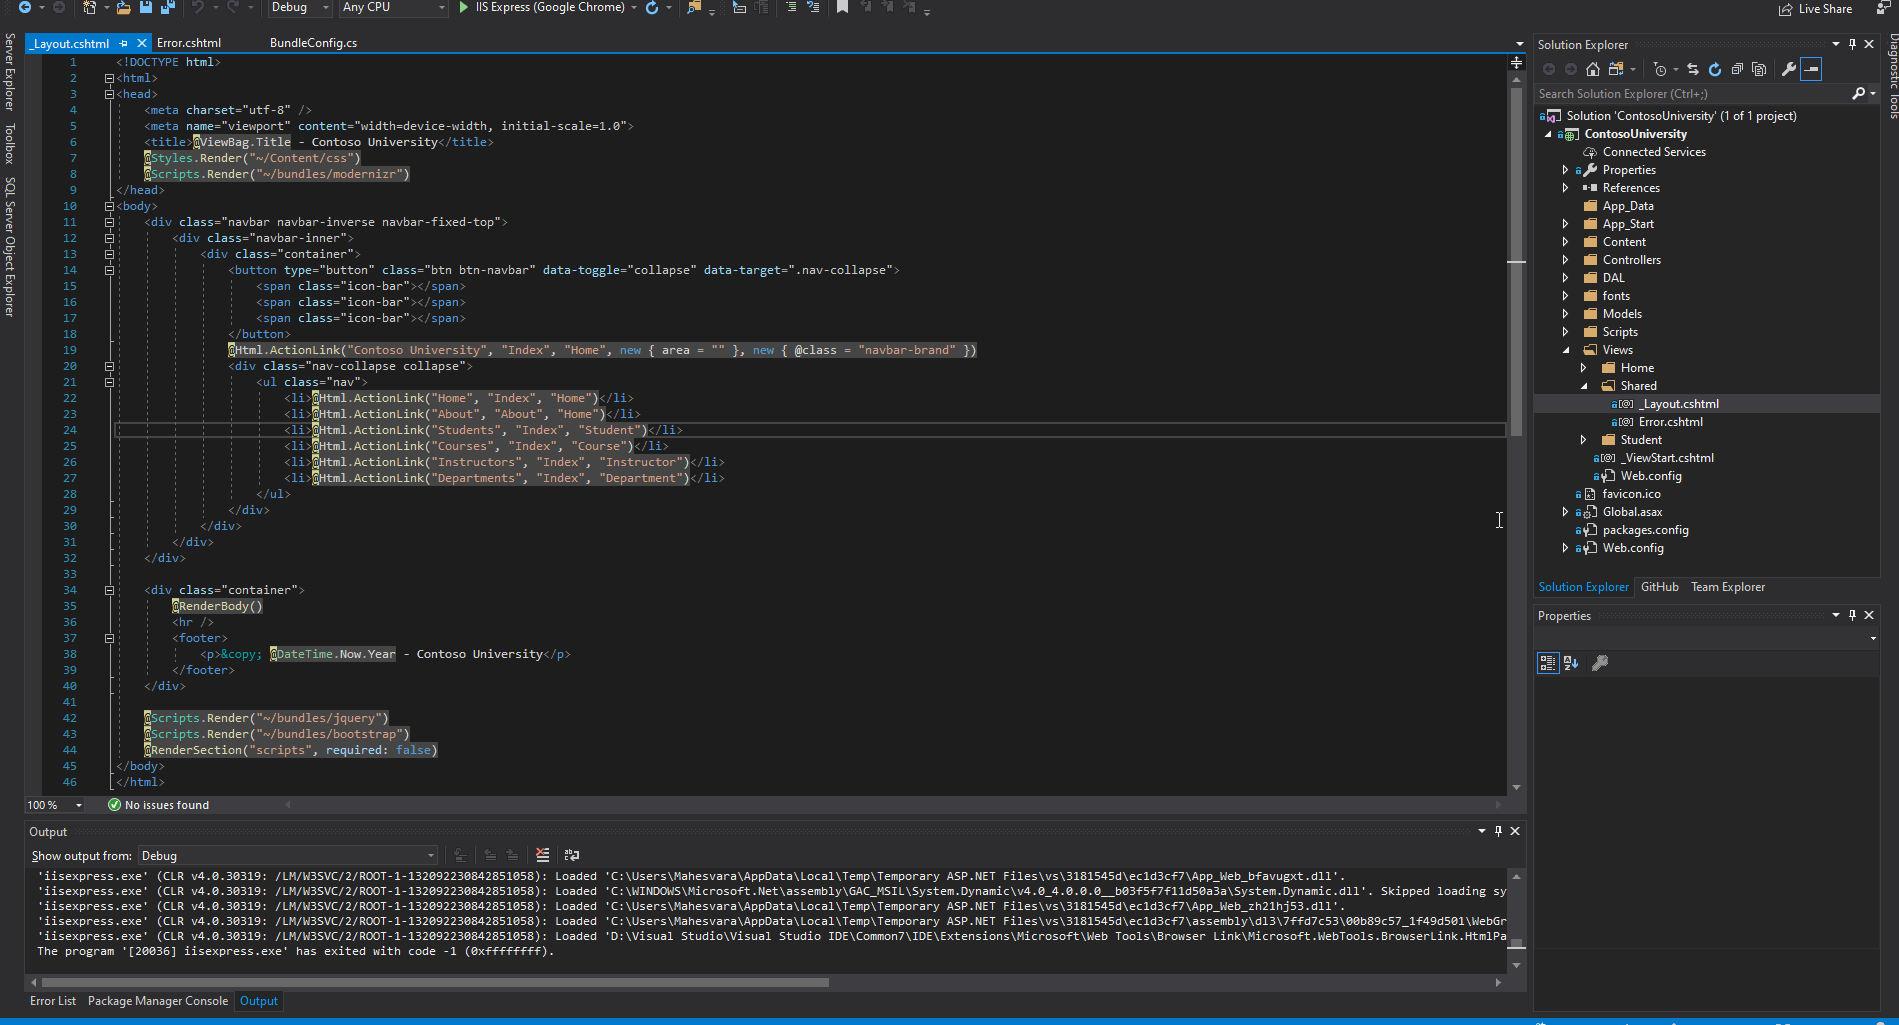 Debug
Any CPU
IIS Express (Google Chrome)
Live Share
Server Explorer
Toolbox
SQL Server Object Explorer
_Layout.cshtml
Error.cshtml
BundleConfig.cs
1 <!DOCTYPE html>
2 <html>
3 <head>
4 <meta charset="utf-8" />
5 <meta name="viewport" content="width=device-width, initial-scale=1.0">
6 <title>@ViewBag.Title - Contoso University</title>
7 @Styles.Render("~/Content/css")
8 @Scripts.Render("~/bundles/modernizr")
9 </head>
10 <body>
11 <div class="navbar navbar-inverse navbar-fixed-top">
12 <div class="navbar-inner">
13 <div class="container">
14 <button type="button" class="btn btn-navbar" data-toggle="collapse" data-target=".nav-collapse">
15 <span class="icon-bar"></span>
16 <span class="icon-bar"></span>
17 <span class="icon-bar"></span>
18 </button>
19 @Html.ActionLink("Contoso University", "Index", "Home", new { area = "" }, new { @class = "navbar-brand" })
20 <div class="nav-collapse collapse">
21 <ul class="nav">
22 <li>@Html.ActionLink("Home", "Index", "Home")</li>
23 <li>@Html.ActionLink("About", "About", "Home")</li>
24 <li>@Html.ActionLink("Students", "Index", "Student")</li>
25 <li>@Html.ActionLink("Courses", "Index", "Course")</li>
26 <li>@Html.ActionLink("Instructors", "Index", "Instructor")</li>
27 <li>@Html.ActionLink("Departments", "Index", "Department")</li>
28 </ul>
29 </div>
30 </div>
31 </div>
32 </div>
33
34 <div class="container">
35 @RenderBody()
36 <hr />
37 <footer>
38 <p>&copy; @DateTime.Now.Year - Contoso University</p>
39 </footer>
40 </div>
41
42 @Scripts.Render("~/bundles/jquery")
43 @Scripts.Render("~/bundles/bootstrap")
44 @RenderSection("scripts", required: false)
45 </body>
46 </html>
100 %
No issues found
Output
Show output from: Debug
'iisexpress.exe' (CLR v4.0.30319: /LM/W3SVC/2/ROOT-1-132092230842851058): Loaded 'C:\Users\Mahesvara\AppData\Local\Temp\Temporary ASP.NET Files\vs\3181545d\ec1d3cf7\App_Web_bfavugxt.dll'.
'iisexpress.exe' (CLR v4.0.30319: /LM/W3SVC/2/ROOT-1-132092230842851058): Loaded 'C:\WINDOWS\Microsoft.Net\assembly\GAC_MSIL\System.Dynamic\v4.0_4.0.0.0__b03f5f7f11d50a3a\System.Dynamic.dll'. Skipped loading sy
'iisexpress.exe' (CLR v4.0.30319: /LM/W3SVC/2/ROOT-1-132092230842851058): Loaded 'C:\Users\Mahesvara\AppData\Local\Temp\Temporary ASP.NET Files\vs\3181545d\ec1d3cf7\App_Web_zh21hj53.dll'.
'iisexpress.exe' (CLR v4.0.30319: /LM/W3SVC/2/ROOT-1-132092230842851058): Loaded 'C:\Users\Mahesvara\AppData\Local\Temp\Temporary ASP.NET Files\vs\3181545d\ec1d3cf7\assembly\dl3\7ffd7c53\00b89c57_1f49d501\WebGr
'iisexpress.exe' (CLR v4.0.30319: /LM/W3SVC/2/ROOT-1-132092230842851058): Loaded 'D:\Visual Studio\Visual Studio IDE\Common7\IDE\Extensions\Microsoft\Web Tools\Browser Link\Microsoft.WebTools.BrowserLink.HtmlPa
The program '[20036] iisexpress.exe' has exited with code -1 (0xffffffff).
Error List
Package Manager Console
Output
Solution Explorer
Search Solution Explorer (Ctrl+;)
Solution 'ContosoUniversity' (1 of 1 project)
ContosoUniversity
Connected Services
Properties
References
App_Data
App_Start
Content
Controllers
DAL
fonts
Models
Scripts
Views
Home
Shared
_Layout.cshtml
Error.cshtml
Student
_ViewStart.cshtml
Web.config
favicon.ico
Global.asax
packages.config
Web.config
Solution Explorer
GitHub
Team Explorer
Properties
Diagnostic Tools